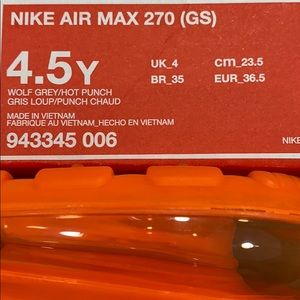 NIKE AIR MAX 270 (GS)
4.5Y UK_4 cm_23.5
BR_35 EUR_36.5
WOLF GREY/HOT PUNCH
GRIS LOUP/PUNCH CHAUD
MADE IN VIETNAM
FABRIQUE AU VIETNAM_HECHO EN VIETNAM
943345 006
NIKE